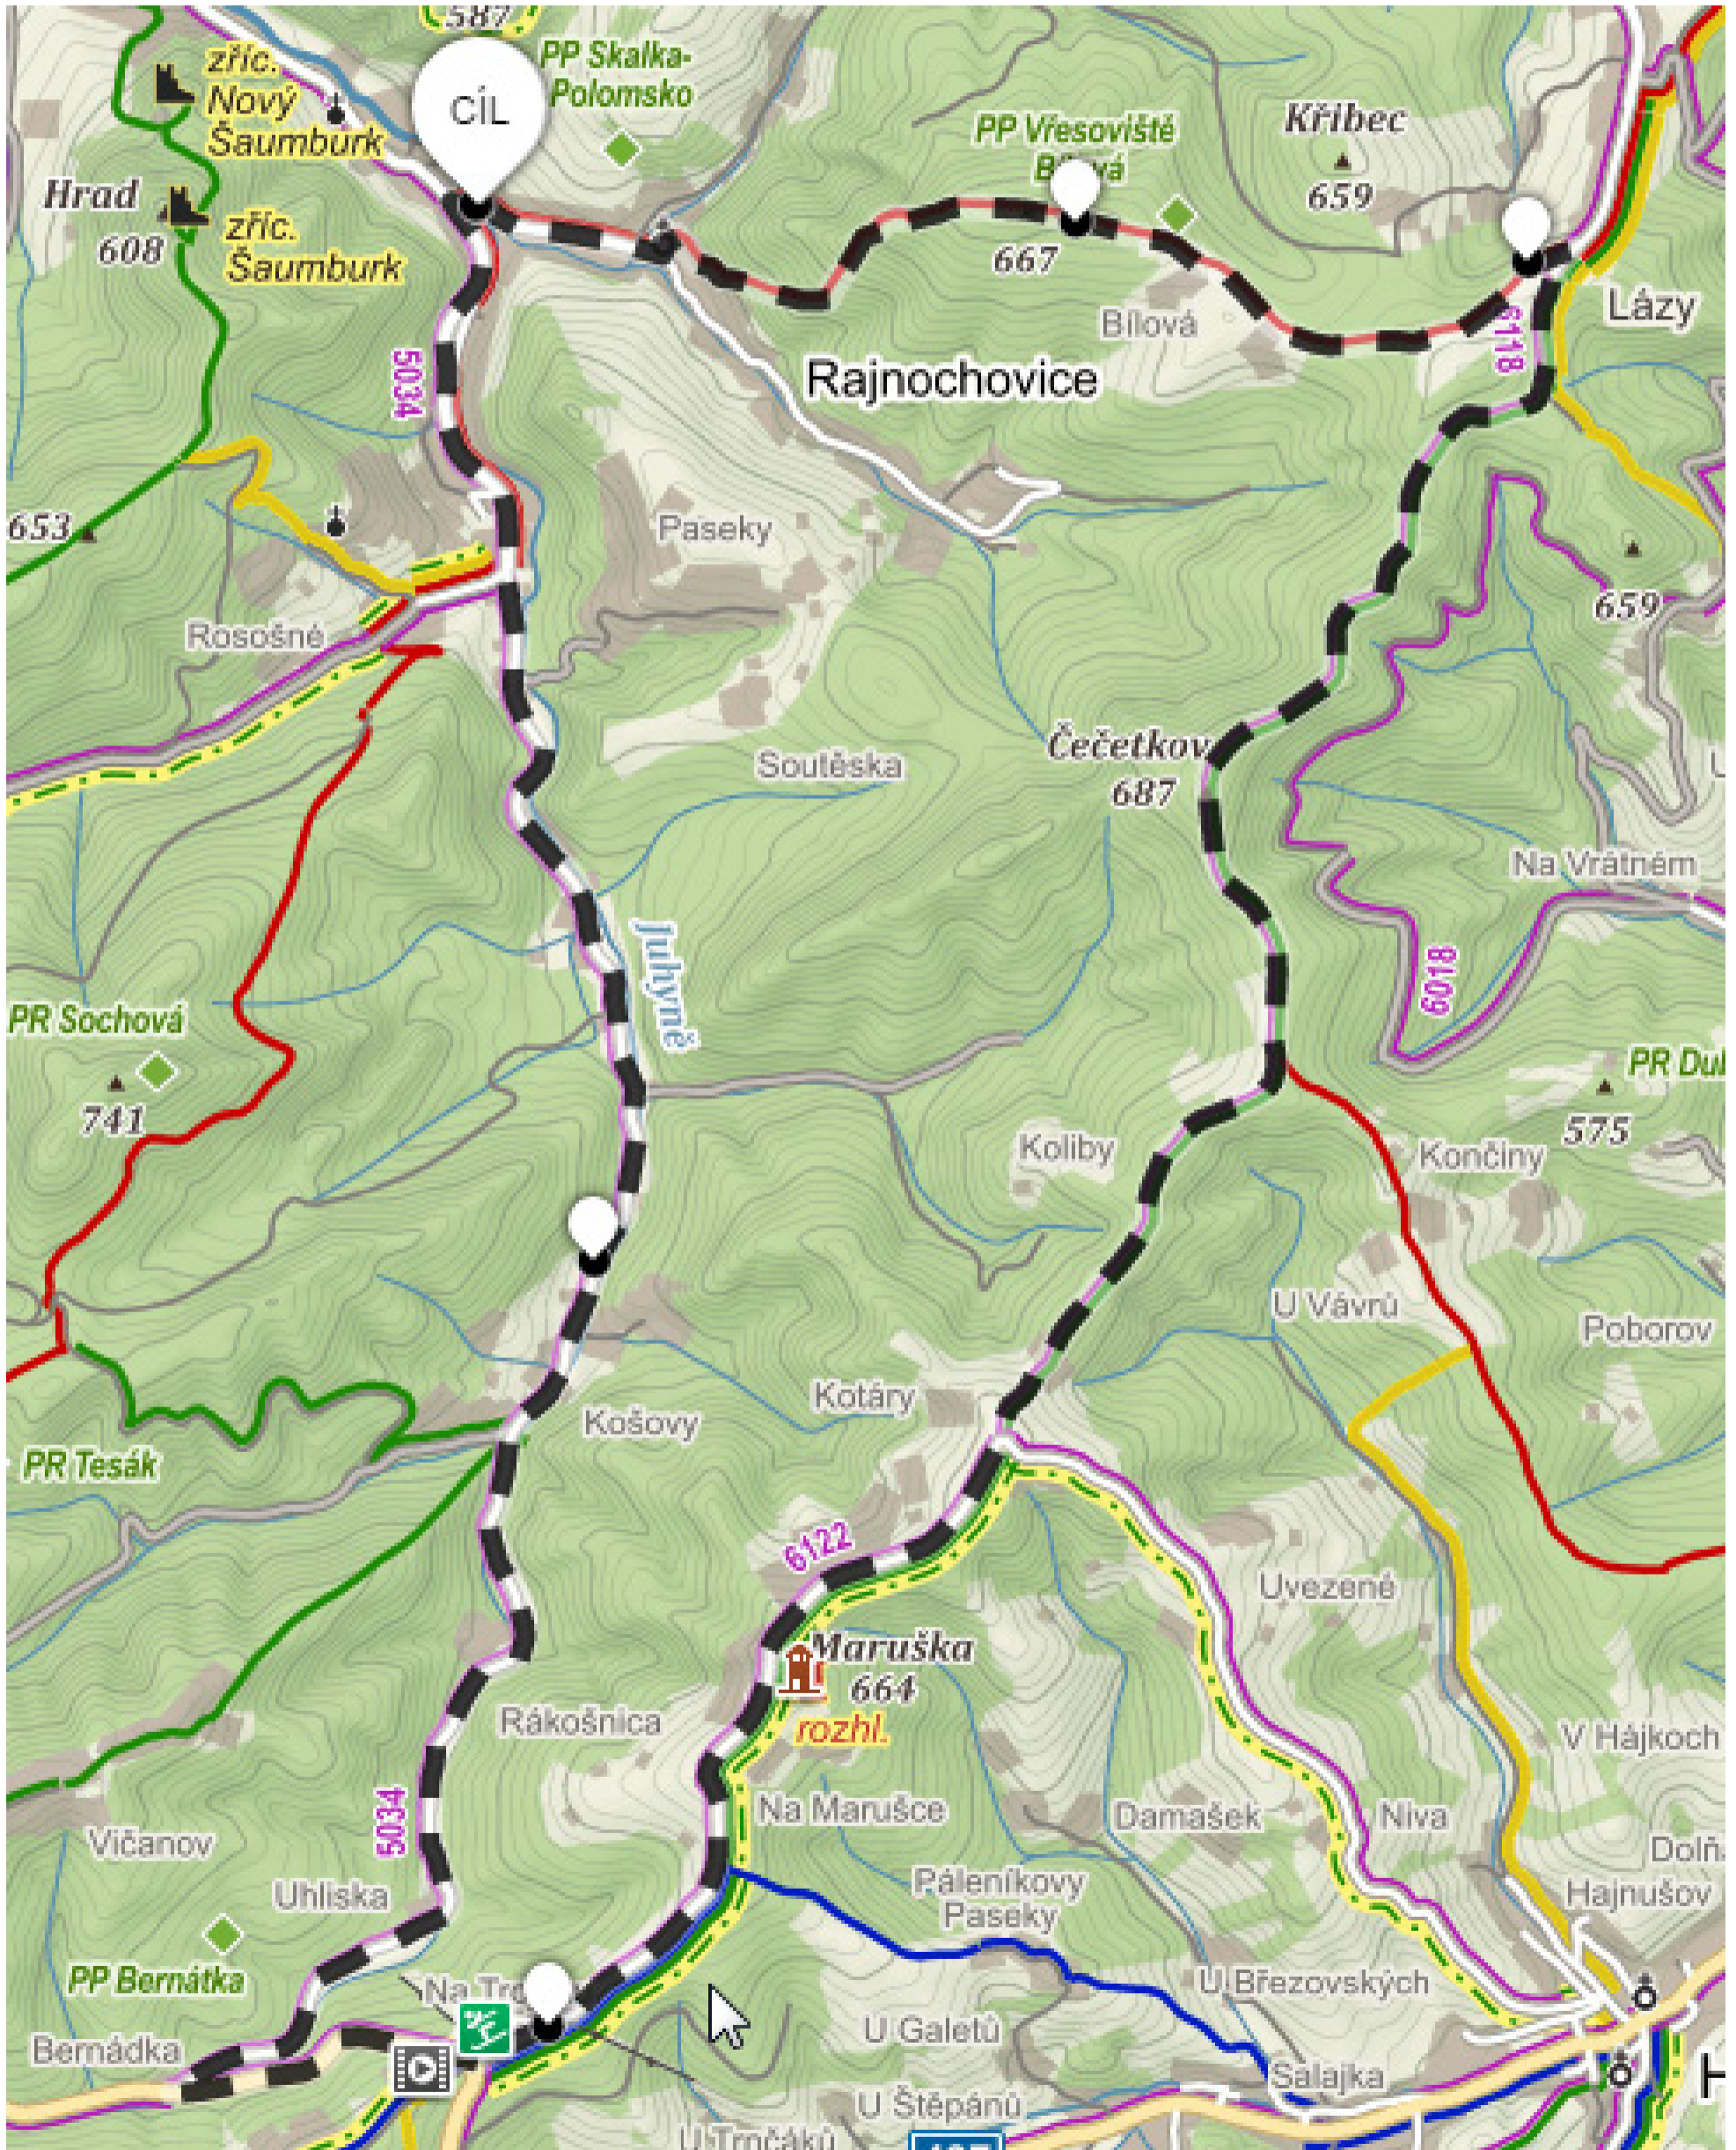 587
zříc.
Nový
Šaumburk
CÍL
PP Skalka-
Polomsko
PP Vřesoviště
Křibec
659
Hrad
608
zříc.
Šaumburk
667
Bílová
Lázy
6118
5034
Rajnochovice
653
Paseky
659
Rosošné
Čečetkov
687
Soutěska
Na Vrátném
Juhyně
6018
PR Sochová
741
PR Dul
575
Koliby
Končiny
U Vávrů
Poborov
Kotáry
Košovy
PR Tesák
6122
Uvezené
Maruška
664
rozhl.
Rákošnica
V Hájkoch
Na Marušce
Damašek
Niva
5034
Vičanov
Dolň
Uhliska
Páleníkovy
Paseky
Hajnušov
PP Bernátka
U Březovských
U Galetů
Bernádka
Salajka
H
U Štěpánů
U Trnčáků